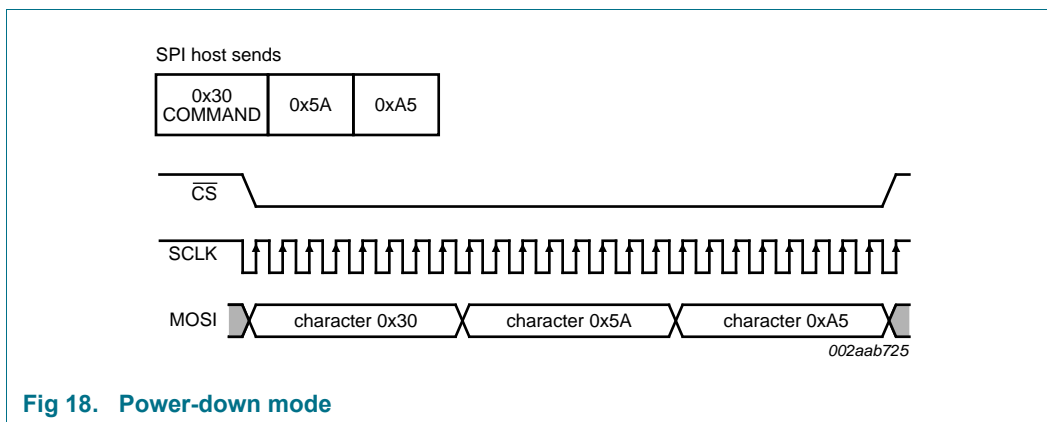 SPI host sends
0x30
COMMAND
0x5A
0xA5
CS
SCLK
MOSI
character 0x30
character 0x5A
character 0xA5
002aab725
Fig 18. Power-down mode